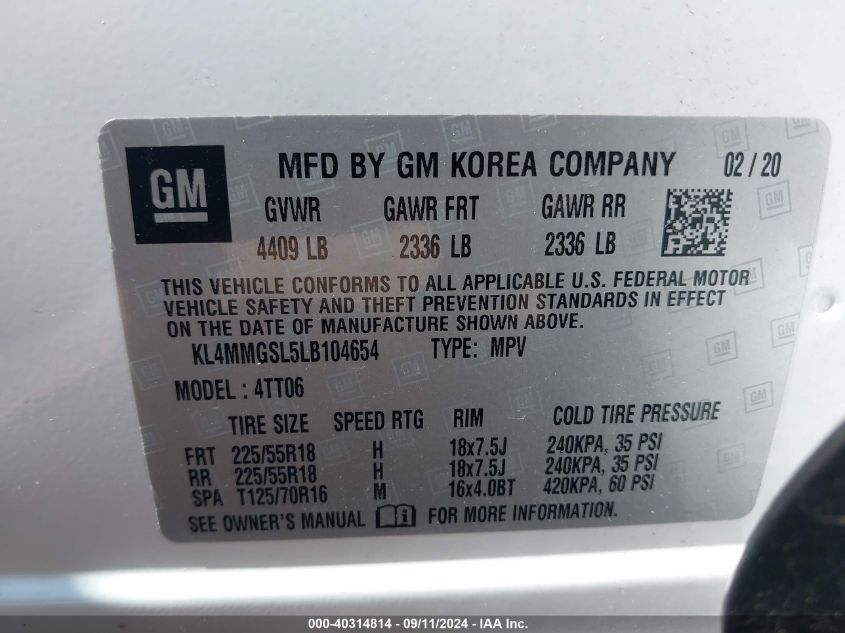 GM
MFD BY GM KOREA COMPANY 02/20
GVWR GAWR FRT GAWR RR
4409 LB 2336 LB 2336 LB
THIS VEHICLE CONFORMS TO ALL APPLICABLE U.S. FEDERAL MOTOR
VEHICLE SAFETY AND THEFT PREVENTION STANDARDS IN EFFECT
ON THE DATE OF MANUFACTURE SHOWN ABOVE.
KL4MMGSL5LB104654 TYPE: MPV
MODEL : 4TT06
TIRE SIZE SPEED RTG RIM COLD TIRE PRESSURE
FRT 225/55R18 H 18x7.5J 240KPA, 35 PSI
RR 225/55R18 H 18x7.5J 240KPA, 35 PSI
SPA T125/70R16 M 16x4.0BT 420KPA, 60 PSI
SEE OWNER'S MANUAL FOR MORE INFORMATION.
000-40314814 - 09/11/2024 - IAA Inc.